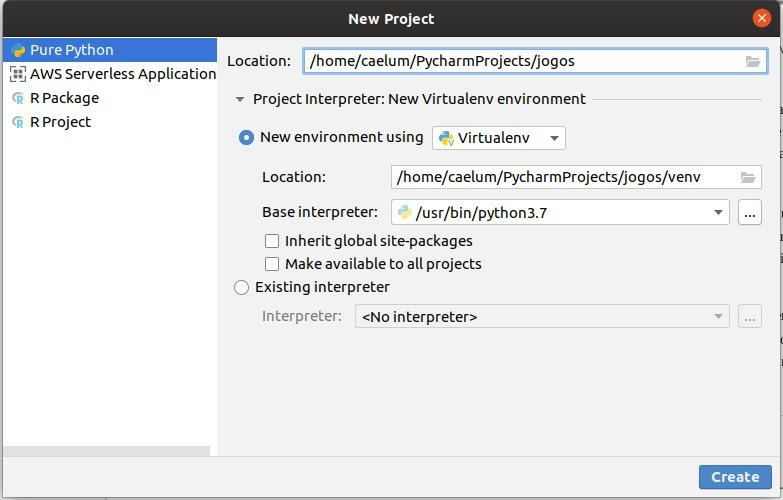 New Project
Pure Python
AWS Serverless Application
R Package
R Project
Location: /home/caelum/PycharmProjects/jogos
Project Interpreter: New Virtualenv environment
New environment using Virtualenv
Location: /home/caelum/PycharmProjects/jogos/venv
Base interpreter: /usr/bin/python3.7 ...
Inherit global site-packages
Make available to all projects
Existing interpreter
Interpreter: <No interpreter> ...
Create